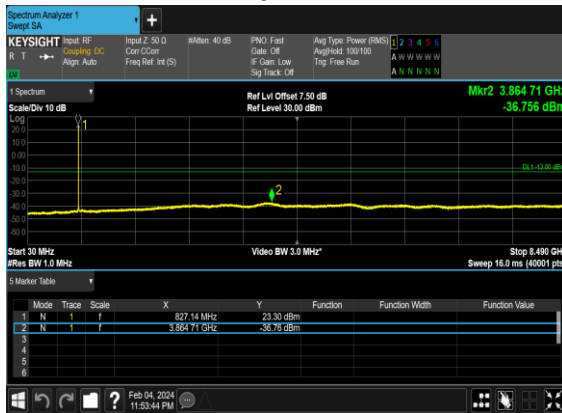 Spectrum Analyzer 1
Swept SA
+
KEYSIGHT Input: RF Input Z: 50 Ω #Atten: 40 dB PNO: Fast Avg Type: Power (RMS) 1 2 3 4 5 6
R T Coupling: DC Corr CCorr Gate: Off Avg|Hold: 100/100 A W W W W W
Align: Auto Freq Ref: Int (S) IF Gain: Low Trig: Free Run
Sig Track: Off A N N N N N
1 Spectrum Ref Lvl Offset 7.50 dB Mkr2 3.864 71 GHz
Scale/Div 10 dB Ref Level 30.00 dBm -36.756 dBm
Log
1
20.0
10.0
0.00
-10.0
DL1 -13.00 dBm
-20.0
-30.0
2
-40.0
-50.0
-60.0
Start 30 MHz Video BW 3.0 MHz* Stop 8.490 GHz
#Res BW 1.0 MHz Sweep 16.0 ms (40001 pts)
5 Marker Table
Mode Trace Scale X Y Function Function Width Function Value
1 N 1 f 827.14 MHz 23.30 dBm
2 N 1 f 3.864 71 GHz -36.76 dBm
3
4
5
6
? Feb 04, 2024
11:53:44 PM